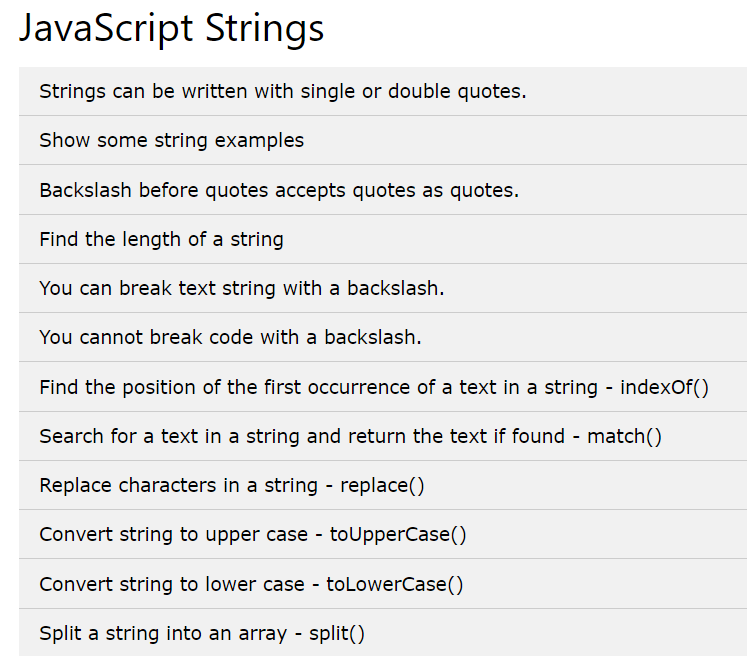 JavaScript Strings
Strings can be written with single or double quotes.
Show some string examples
Backslash before quotes accepts quotes as quotes.
Find the length of a string
You can break text string with a backslash.
You cannot break code with a backslash.
Find the position of the first occurrence of a text in a string - indexOf()
Search for a text in a string and return the text if found - match()
Replace characters in a string - replace()
Convert string to upper case - toUpperCase()
Convert string to lower case - toLowerCase()
Split a string into an array - split()